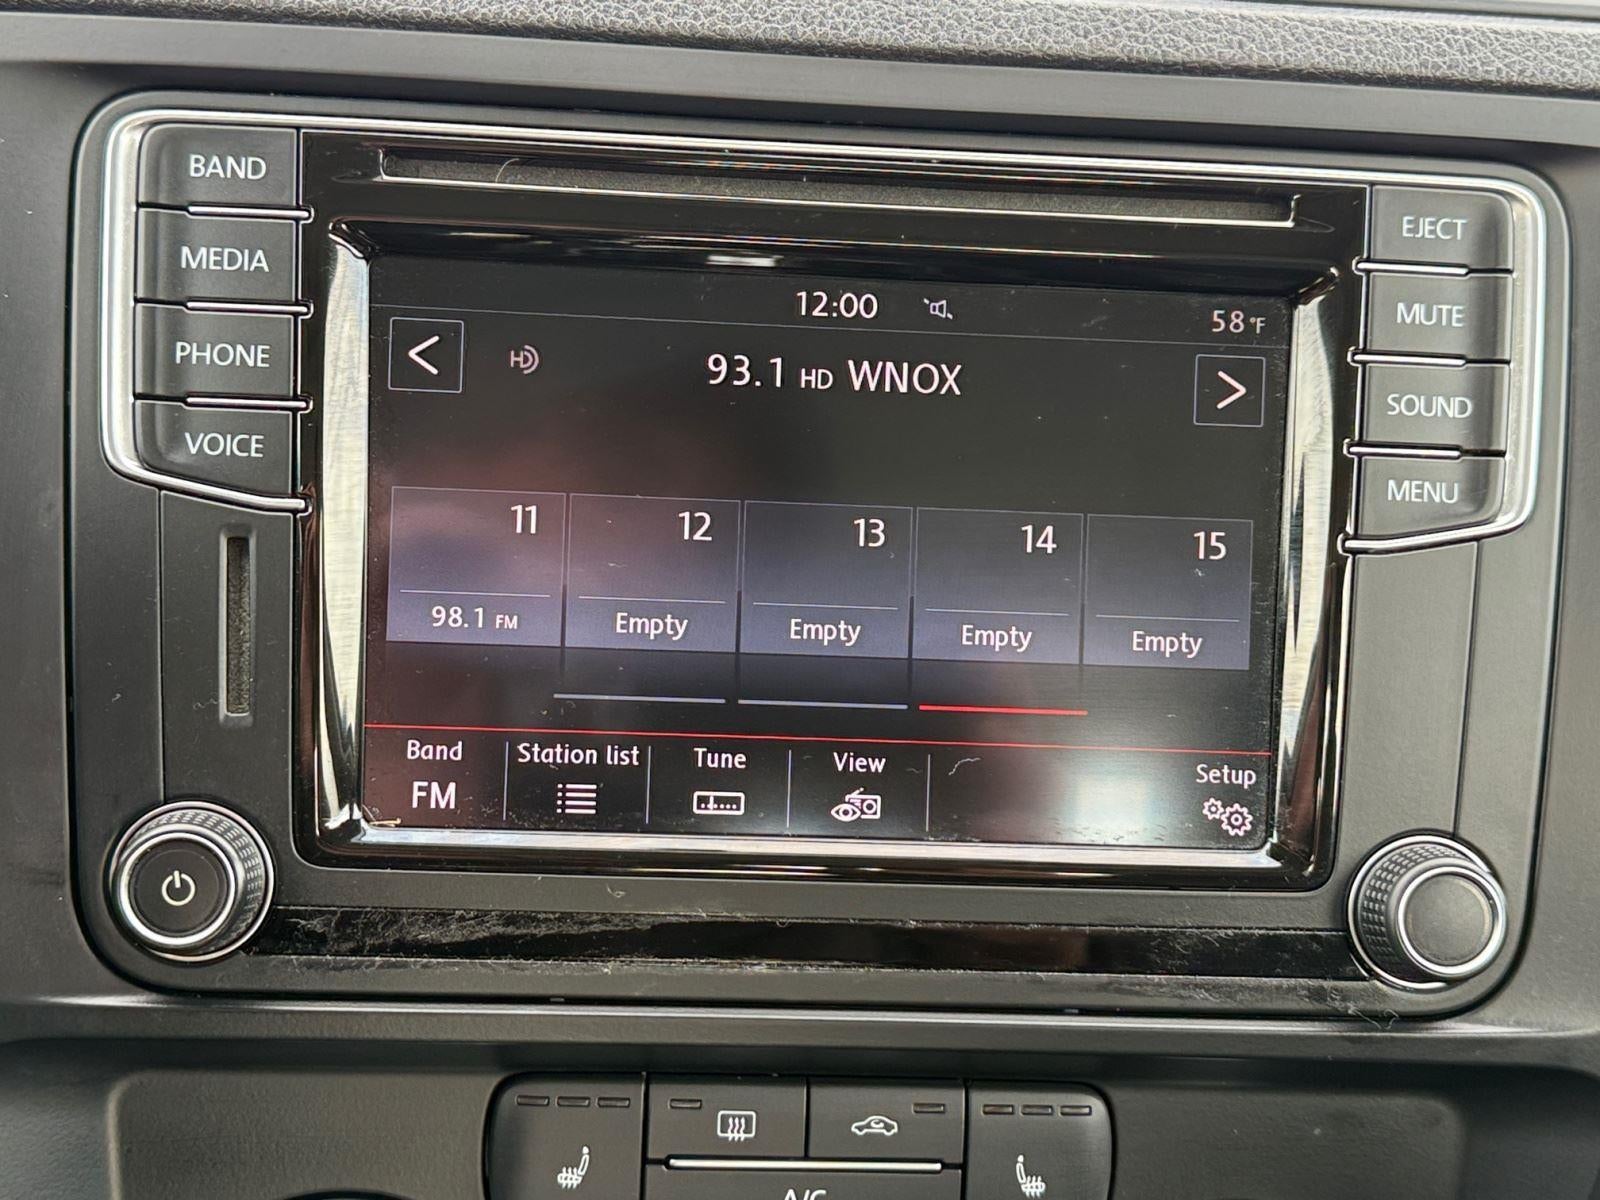 BAND
MEDIA
PHONE
VOICE
EJECT
MUTE
SOUND
MENU
12:00
58°F
HD
93.1 HD WNOX
11 12 13 14 15
98.1 FM Empty Empty Empty Empty
Band Station list Tune View Setup
FM
A/C